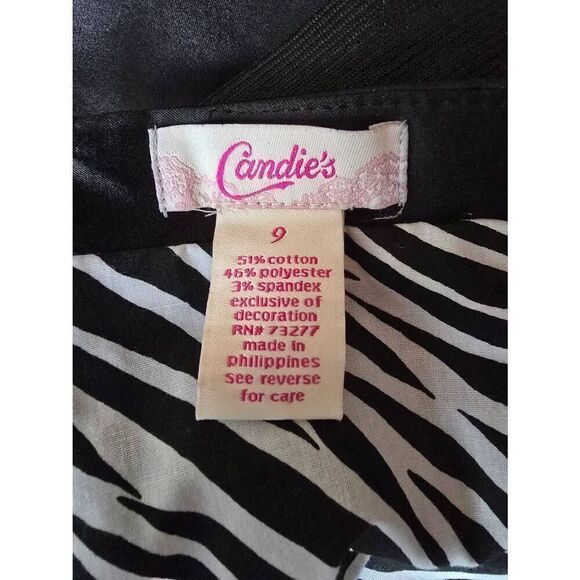 Candie's
9
51% cotton
46% polyester
3% spandex
exclusive of
decoration
RN# 73277
made in
philippines
see reverse
for care